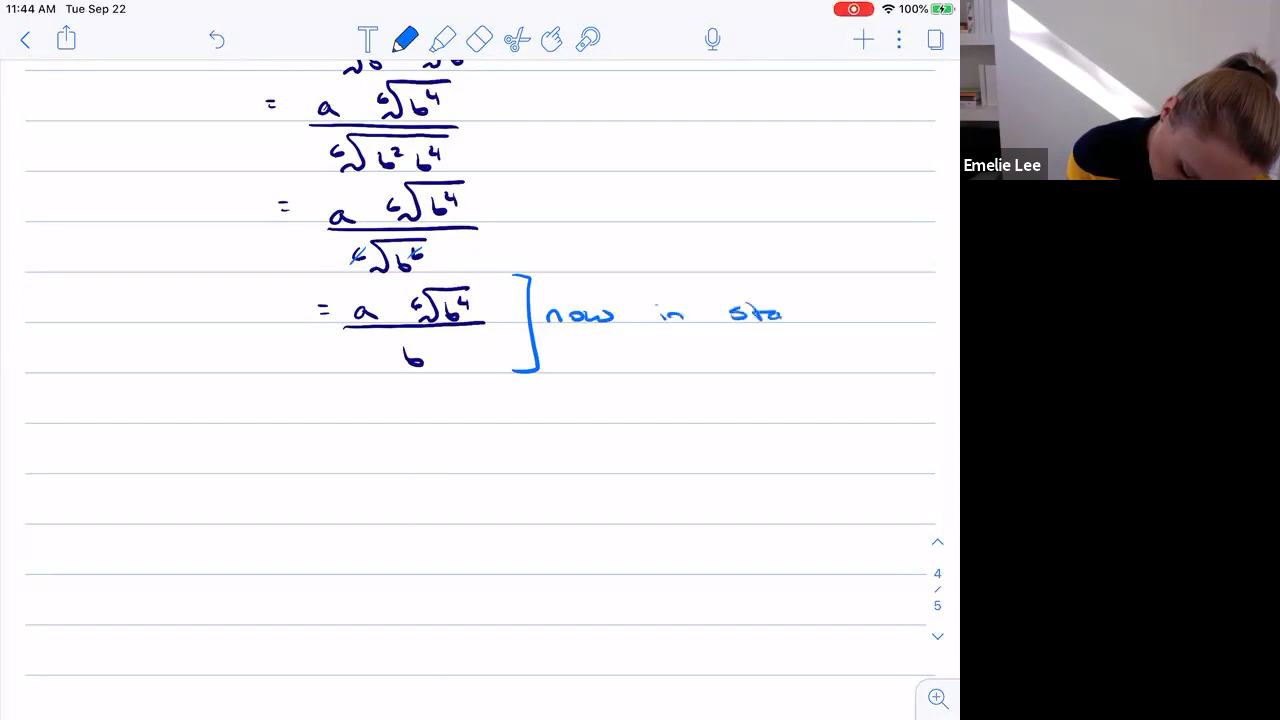 11:44 AM Tue Sep 22
100%
T
= a ⁶√b⁴
⁶√b² b⁴
= a ⁶√b⁴
⁶√b⁶
= a ⁶√b⁴
b
now in sta
Emelie Lee
4
/
5